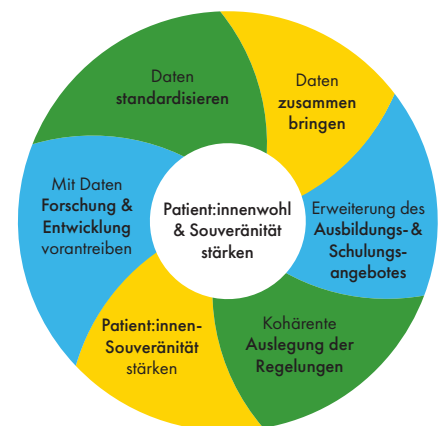 Daten
standardisieren
Daten
zusammen
bringen
Erweiterung des
Ausbildungs- &
Schulungs-
angebotes
Kohärente
Auslegung der
Regelungen
Patient:innen-
Souveränität
stärken
Mit Daten
Forschung &
Entwicklung
vorantreiben
Patient:innenwohl
& Souveränität
stärken